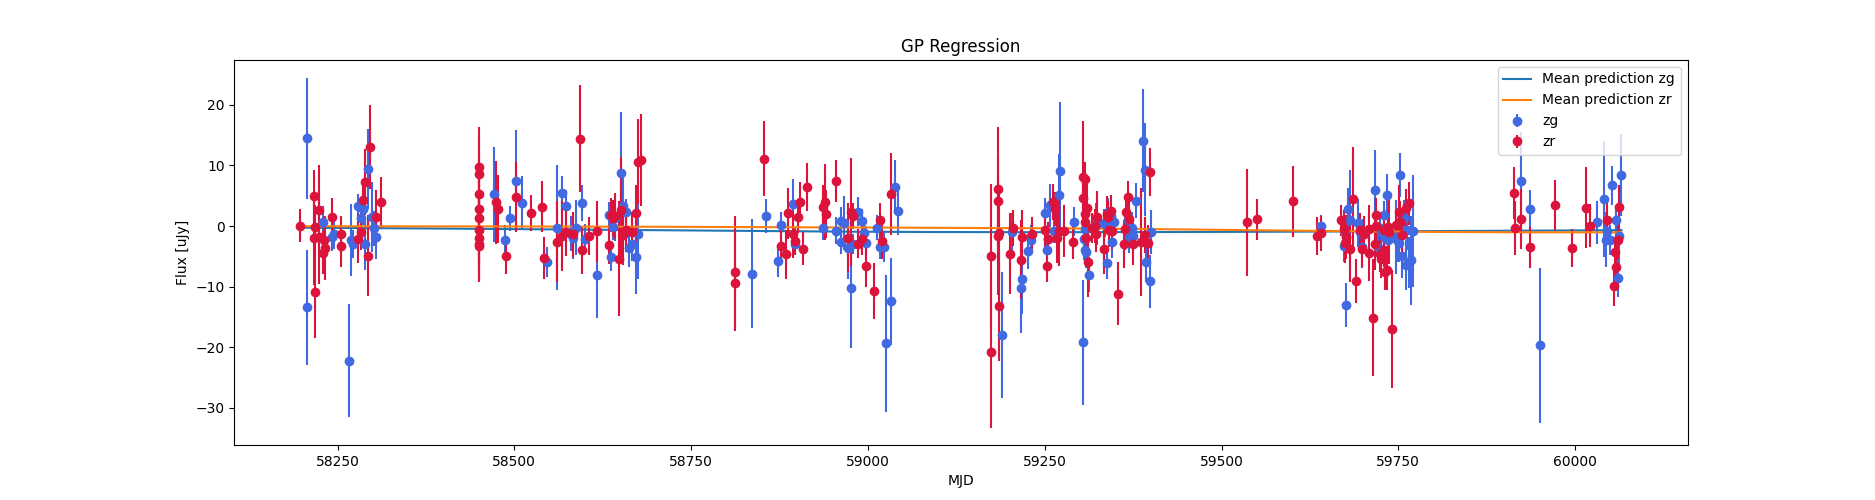 GP Regression
Flux [uJy]
20
10
0
−10
−20
−30
Mean prediction zg
Mean prediction zr
zg
zr
58250
58500
58750
59000
59250
59500
59750
60000
MJD